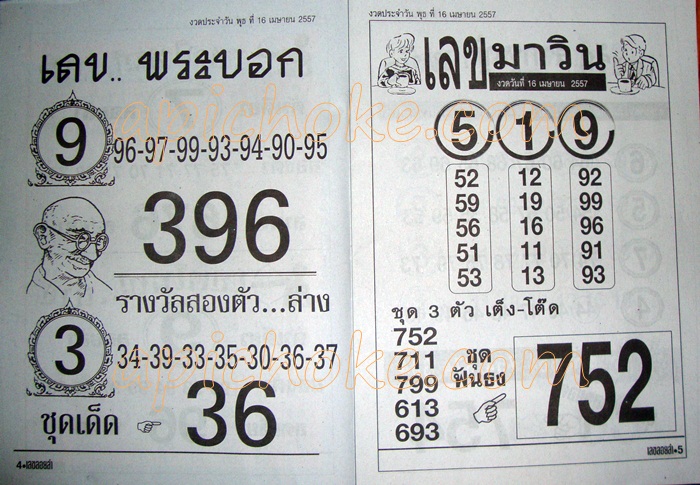 งวดประจำวัน พุธ ที่ 16 เมษายน 2557
เลข.. พระบอก
9
96-97-99-93-94-90-95
396
รางวัลสองตัว...ล่าง
3
34-39-33-35-30-36-37
ชุดเด็ด 36
4
งวดประจำวัน พุธ ที่ 16 เมษายน 2557
เลขมาวิน
งวดวันที่ 16 เมษายน 2557
5 1 9
52 12 92
59 19 99
56 16 96
51 11 91
53 13 93
ชุด 3 ตัว เต็ง-โต๊ด
752
711
799
613
693
ชุด
ฟันธง
752
5
apichoke.com
apichoke.com